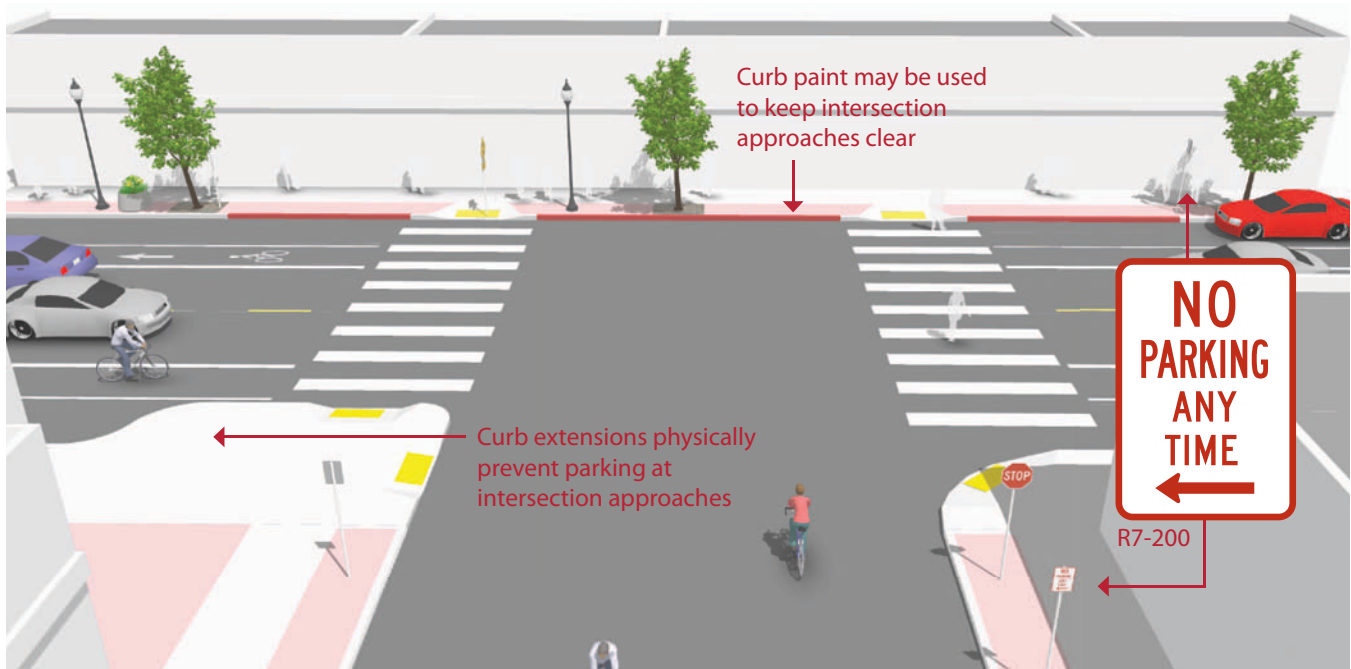 Curb paint may be used
to keep intersection
approaches clear
NO
PARKING
ANY
TIME
Curb extensions physically
prevent parking at
intersection approaches
STOP
R7-200